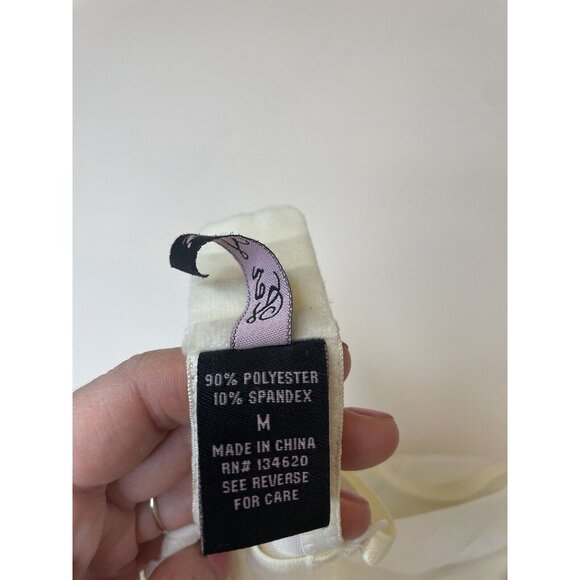 90% POLYESTER
10% SPANDEX
M
MADE IN CHINA
RN# 134620
SEE REVERSE
FOR CARE